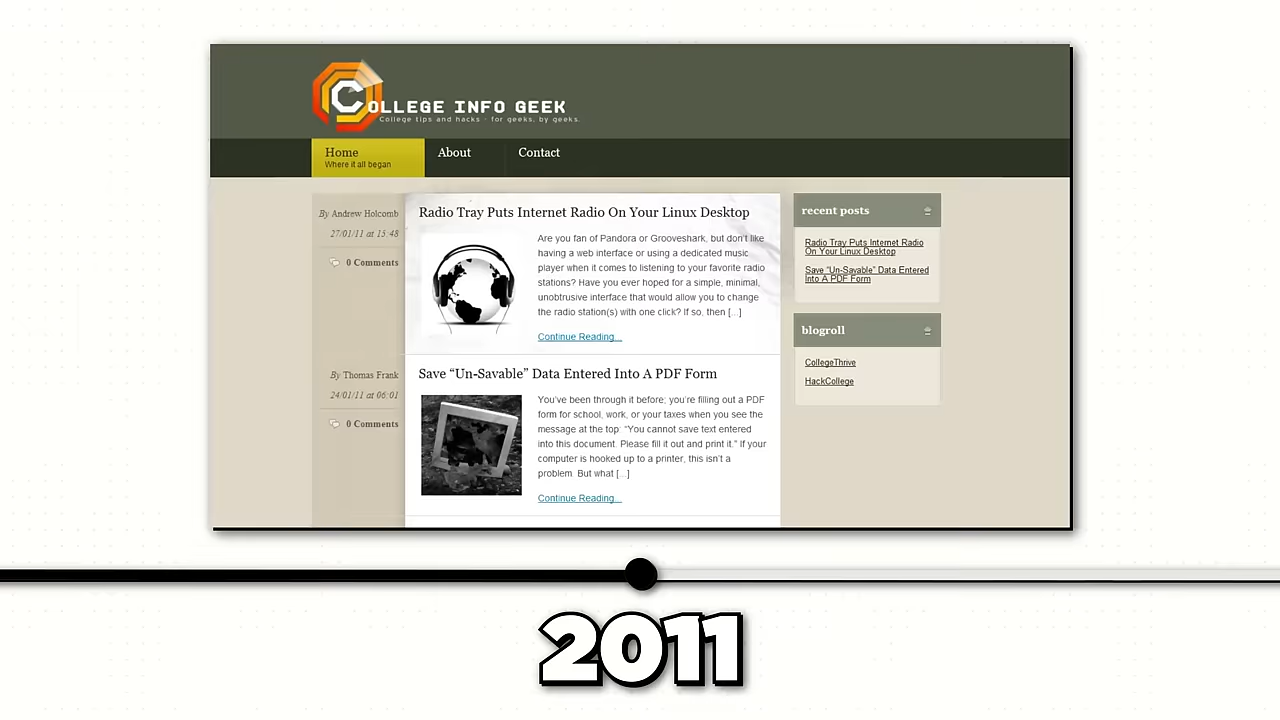 COLLEGE INFO GEEK
College tips and hacks - for geeks, by geeks.
Home
Where it all began
About
Contact
By Andrew Holcomb
27/01/11 at 15:48
0 Comments
Radio Tray Puts Internet Radio On Your Linux Desktop
Are you fan of Pandora or Grooveshark, but don't like
having a web interface or using a dedicated music
player when it comes to listening to your favorite radio
stations? Have you ever hoped for a simple, minimal,
unobtrusive interface that would allow you to change
the radio station(s) with one click? If so, then [...]
Continue Reading...
By Thomas Frank
24/01/11 at 06:01
0 Comments
Save “Un-Savable” Data Entered Into A PDF Form
You've been through it before; you're filling out a PDF
form for school, work, or your taxes when you see the
message at the top: “You cannot save text entered
into this document. Please fill it out and print it.” If your
computer is hooked up to a printer, this isn't a
problem. But what [...]
Continue Reading...
recent posts
Radio Tray Puts Internet Radio
On Your Linux Desktop
Save “Un-Savable” Data Entered
Into A PDF Form
blogroll
CollegeThrive
HackCollege
2011